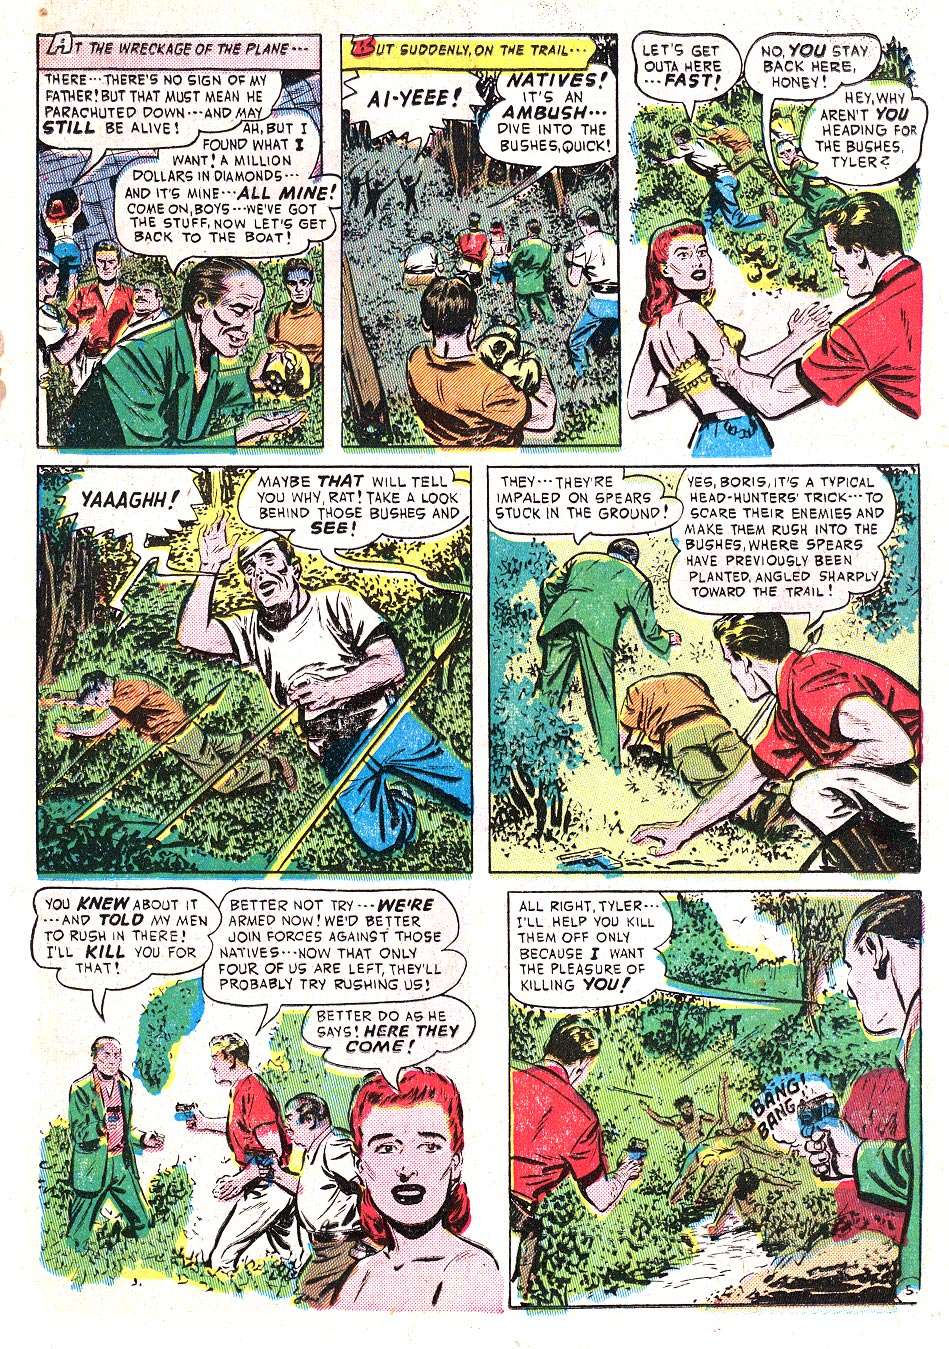 AT THE WRECKAGE OF THE PLANE---
THERE---THERE'S NO SIGN OF MY
FATHER! BUT THAT MUST MEAN HE
PARACHUTED DOWN---AND MAY
STILL BE ALIVE!
AH, BUT I
FOUND WHAT I
WANT! A MILLION
DOLLARS IN DIAMONDS---
AND IT'S MINE---ALL MINE!
COME ON, BOYS---WE'VE GOT
THE STUFF, NOW LET'S GET
BACK TO THE BOAT!
BUT SUDDENLY, ON THE TRAIL---
AI-YEEE!
NATIVES!
IT'S AN
AMBUSH---
DIVE INTO THE
BUSHES, QUICK!
LET'S GET
OUTA HERE
---FAST!
NO, YOU STAY
BACK HERE,
HONEY!
HEY, WHY
AREN'T YOU
HEADING FOR
THE BUSHES,
TYLER?
YAAAGHH!
MAYBE THAT WILL TELL
YOU WHY, RAT! TAKE A LOOK
BEHIND THOSE BUSHES AND
SEE!
THEY---THEY'RE
IMPALED ON SPEARS
STUCK IN THE GROUND!
YES, BORIS, IT'S A TYPICAL
HEAD-HUNTERS' TRICK---TO
SCARE THEIR ENEMIES AND
MAKE THEM RUSH INTO THE
BUSHES, WHERE SPEARS
HAVE PREVIOUSLY BEEN
PLANTED, ANGLED SHARPLY
TOWARD THE TRAIL!
YOU KNEW ABOUT IT
---AND TOLD MY MEN
TO RUSH IN THERE!
I'LL KILL YOU FOR
THAT!
BETTER NOT TRY---WE'RE
ARMED NOW! WE'D BETTER
JOIN FORCES AGAINST THOSE
NATIVES---NOW THAT ONLY
FOUR OF US ARE LEFT, THEY'LL
PROBABLY TRY RUSHING US!
BETTER DO AS HE
SAYS! HERE THEY
COME!
ALL RIGHT, TYLER---
I'LL HELP YOU KILL
THEM OFF ONLY
BECAUSE I WANT
THE PLEASURE OF
KILLING YOU!
BANG!
BANG!
5